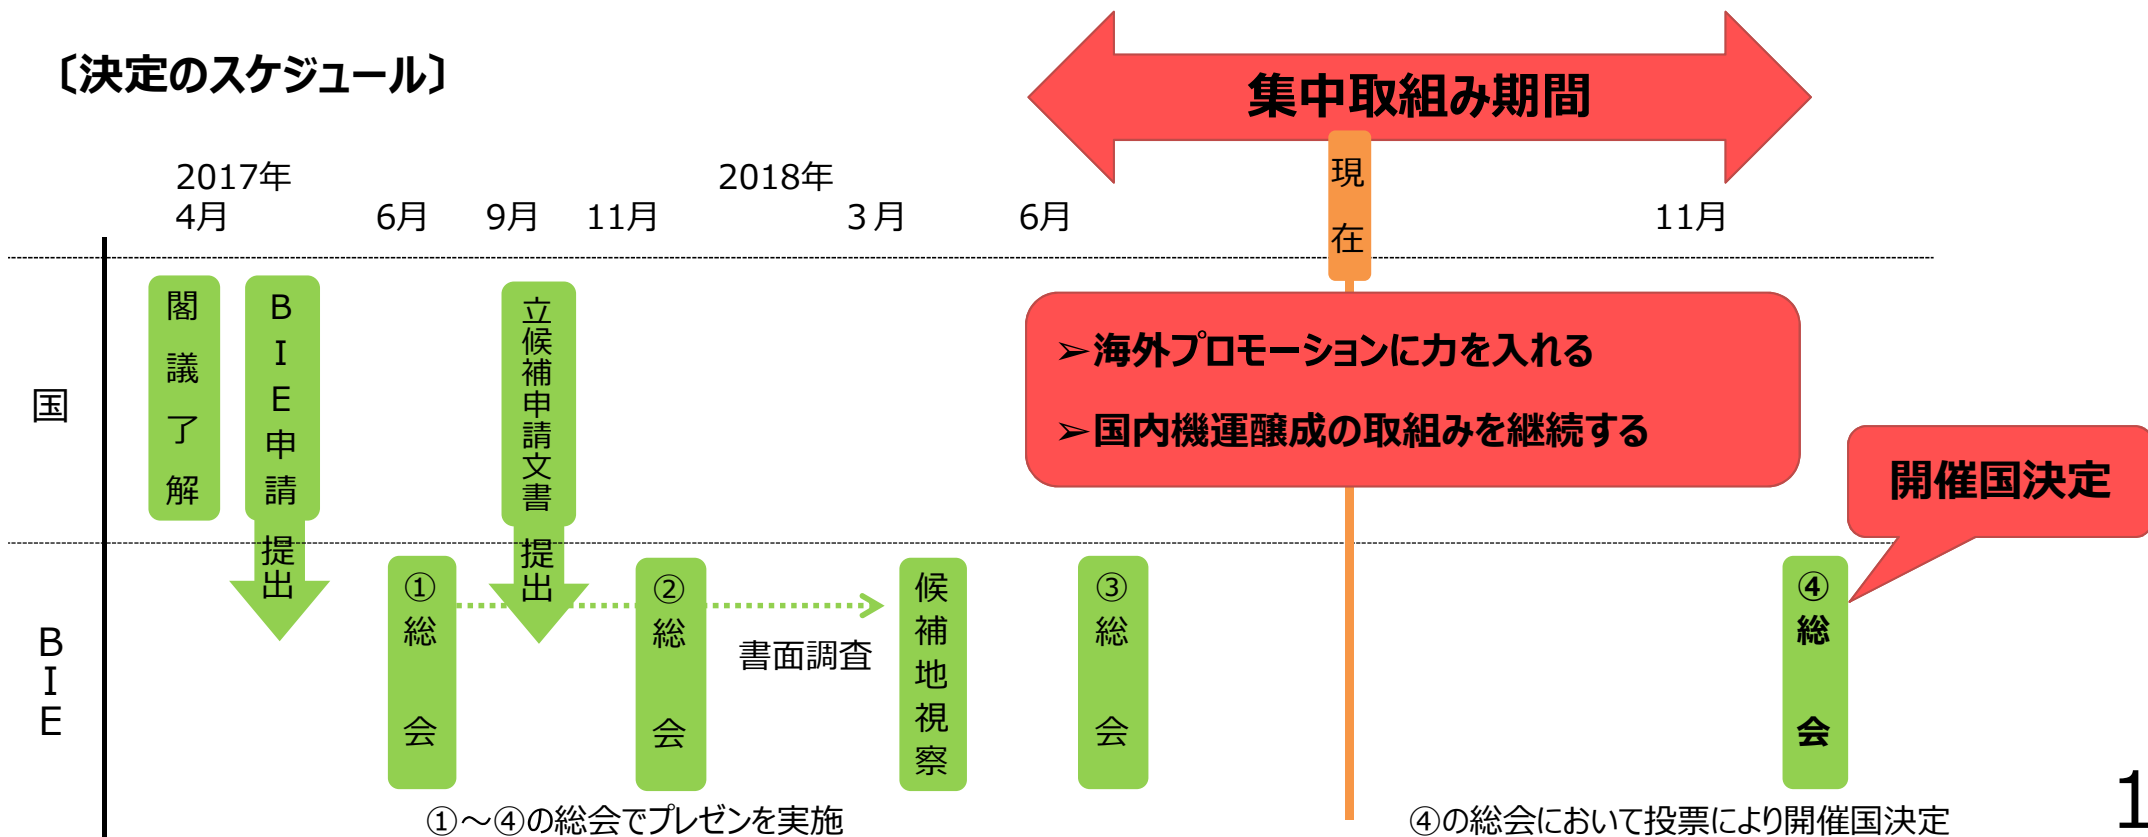 〔決定のスケジュール〕
集中取組み期間
現在
2017年
2018年
4月
6月
9月
11月
3月
6月
11月
国
閣議了解
BIE申請
提出
立候補申請文書
提出
➢海外プロモーションに力を入れる
➢国内機運醸成の取組みを継続する
開催国決定
BIE
①総会
②総会
書面調査
候補地視察
③総会
④総会
①～④の総会でプレゼンを実施
④の総会において投票により開催国決定
1